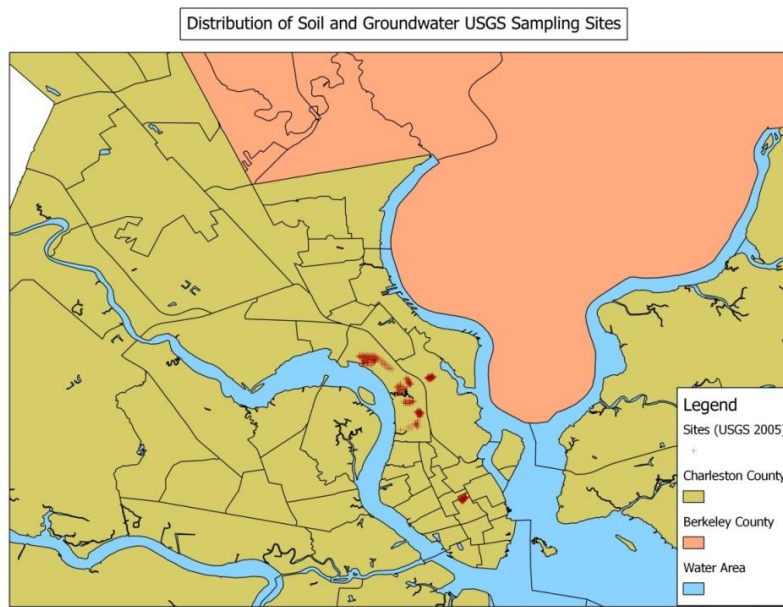 Distribution of Soil and Groundwater USGS Sampling Sites
Legend
Sites (USGS 2005)
Charleston County
Berkeley County
Water Area